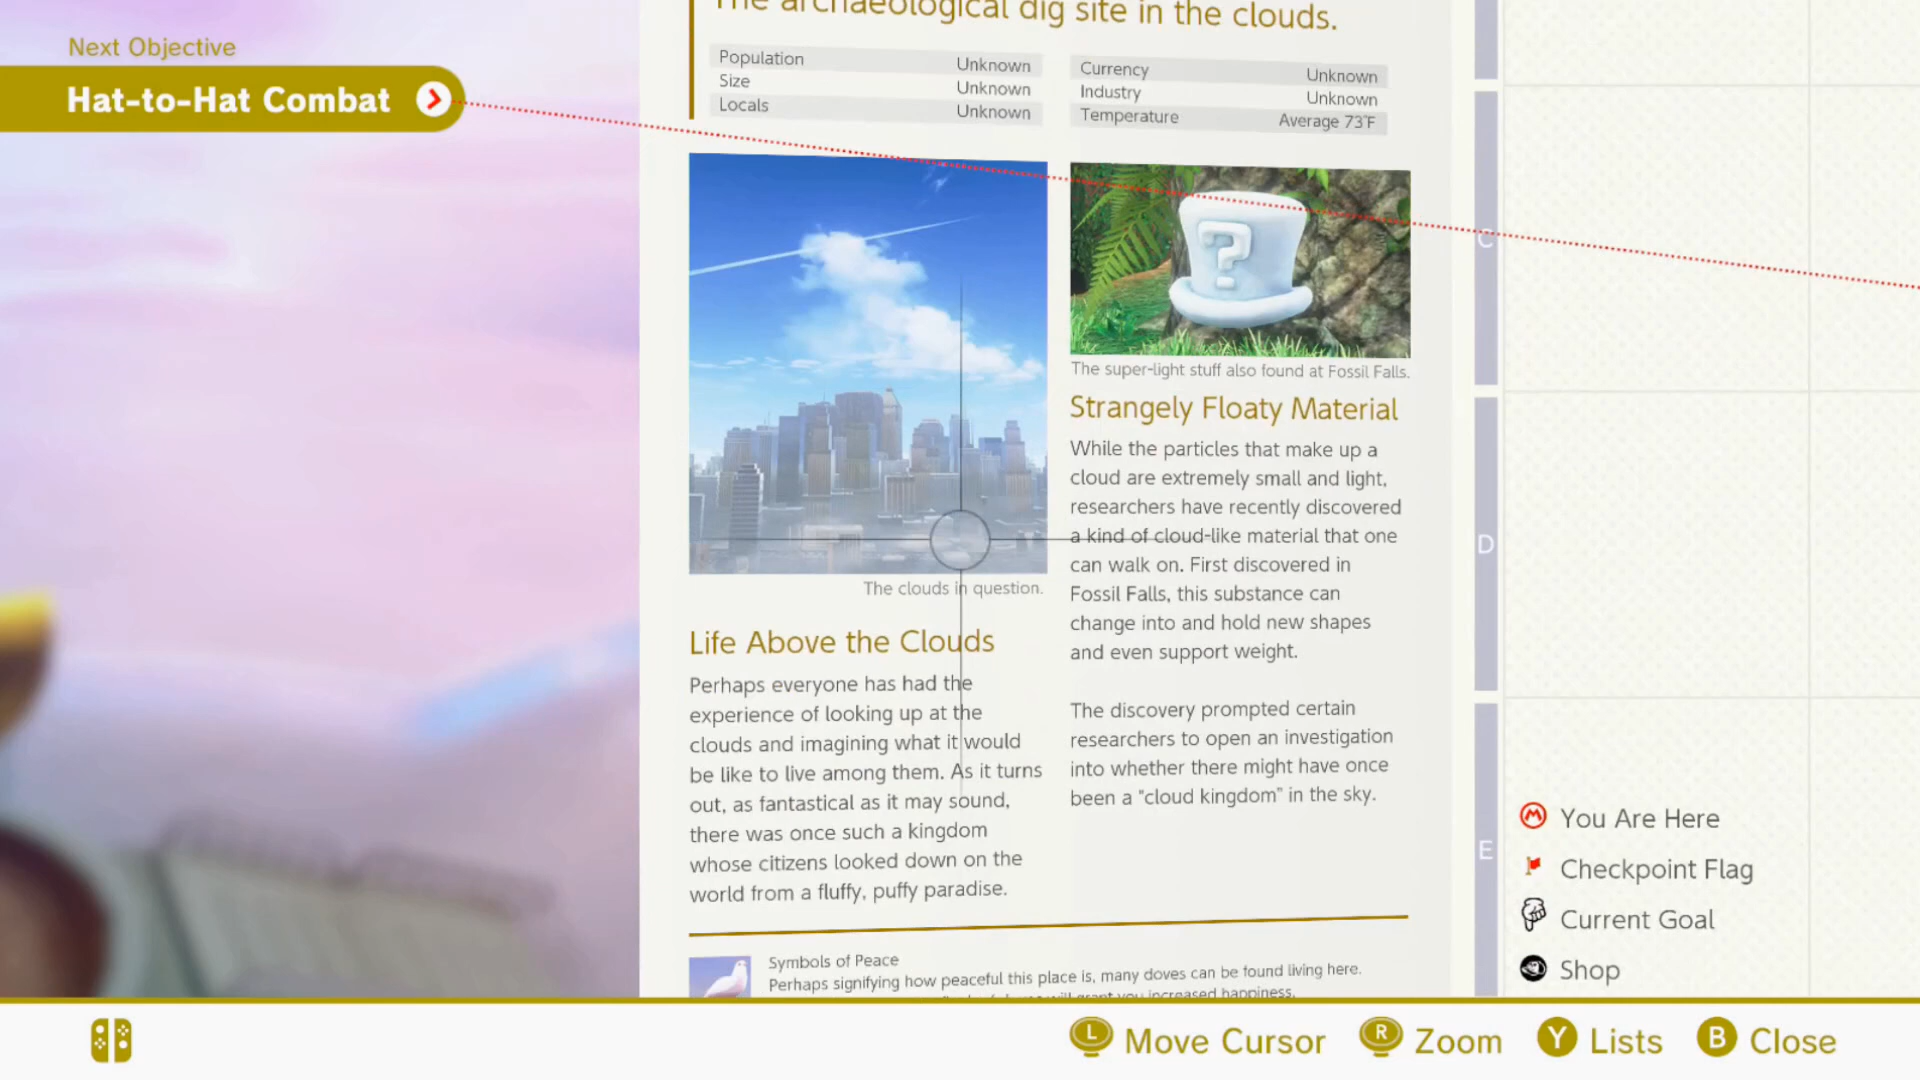 Next Objective
Hat-to-Hat Combat
The archaeological dig site in the clouds.
Population Unknown
Size Unknown
Locals Unknown
Currency Unknown
Industry Unknown
Temperature Average 73°F
The clouds in question.
Life Above the Clouds
Perhaps everyone has had the
experience of looking up at the
clouds and imagining what it would
be like to live among them. As it turns
out, as fantastical as it may sound,
there was once such a kingdom
whose citizens looked down on the
world from a fluffy, puffy paradise.
?
The super-light stuff also found at Fossil Falls.
Strangely Floaty Material
While the particles that make up a
cloud are extremely small and light,
researchers have recently discovered
a kind of cloud-like material that one
can walk on. First discovered in
Fossil Falls, this substance can
change into and hold new shapes
and even support weight.
The discovery prompted certain
researchers to open an investigation
into whether there might have once
been a "cloud kingdom" in the sky.
Symbols of Peace
Perhaps signifying how peaceful this place is, many doves can be found living here.
will grant you increased happiness.
C
D
E
You Are Here
Checkpoint Flag
Current Goal
Shop
L Move Cursor
R Zoom
Y Lists
B Close